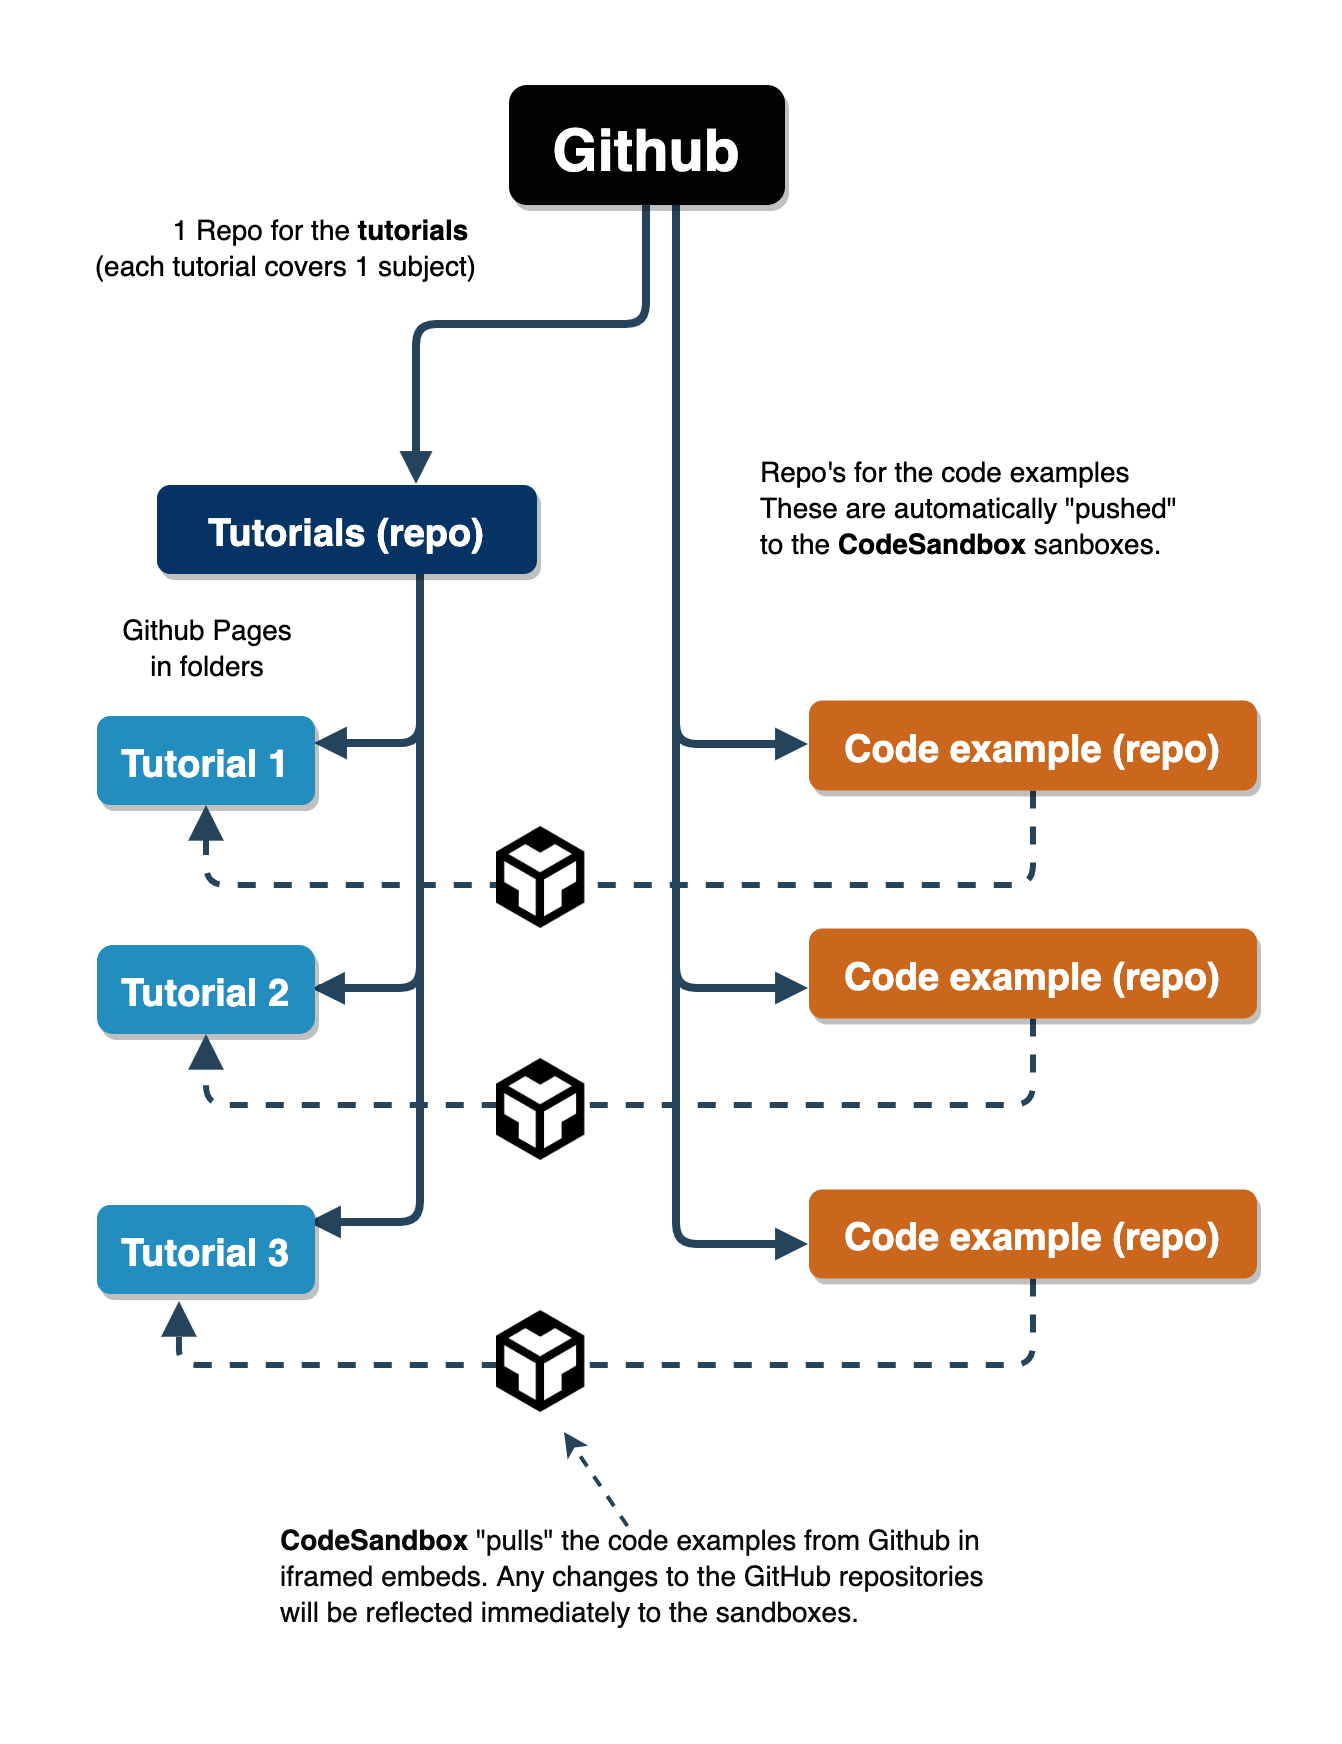 Github
1 Repo for the tutorials
(each tutorial covers 1 subject)
Repo's for the code examples
These are automatically "pushed"
to the CodeSandbox sanboxes.
Tutorials (repo)
Github Pages
in folders
Tutorial 1
Code example (repo)
Tutorial 2
Code example (repo)
Tutorial 3
Code example (repo)
CodeSandbox "pulls" the code examples from Github in
iframed embeds. Any changes to the GitHub repositories
will be reflected immediately to the sandboxes.